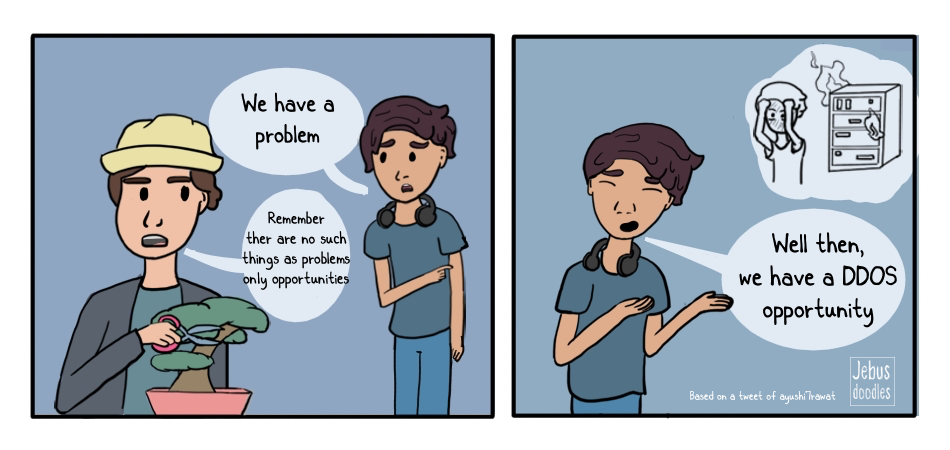 We have a
problem
Remember
ther are no such
things as problems
only opportunities
Well then,
we have a DDOS
opportunity
Based on a tweet of ayushi7rawat
Jebus
doodles